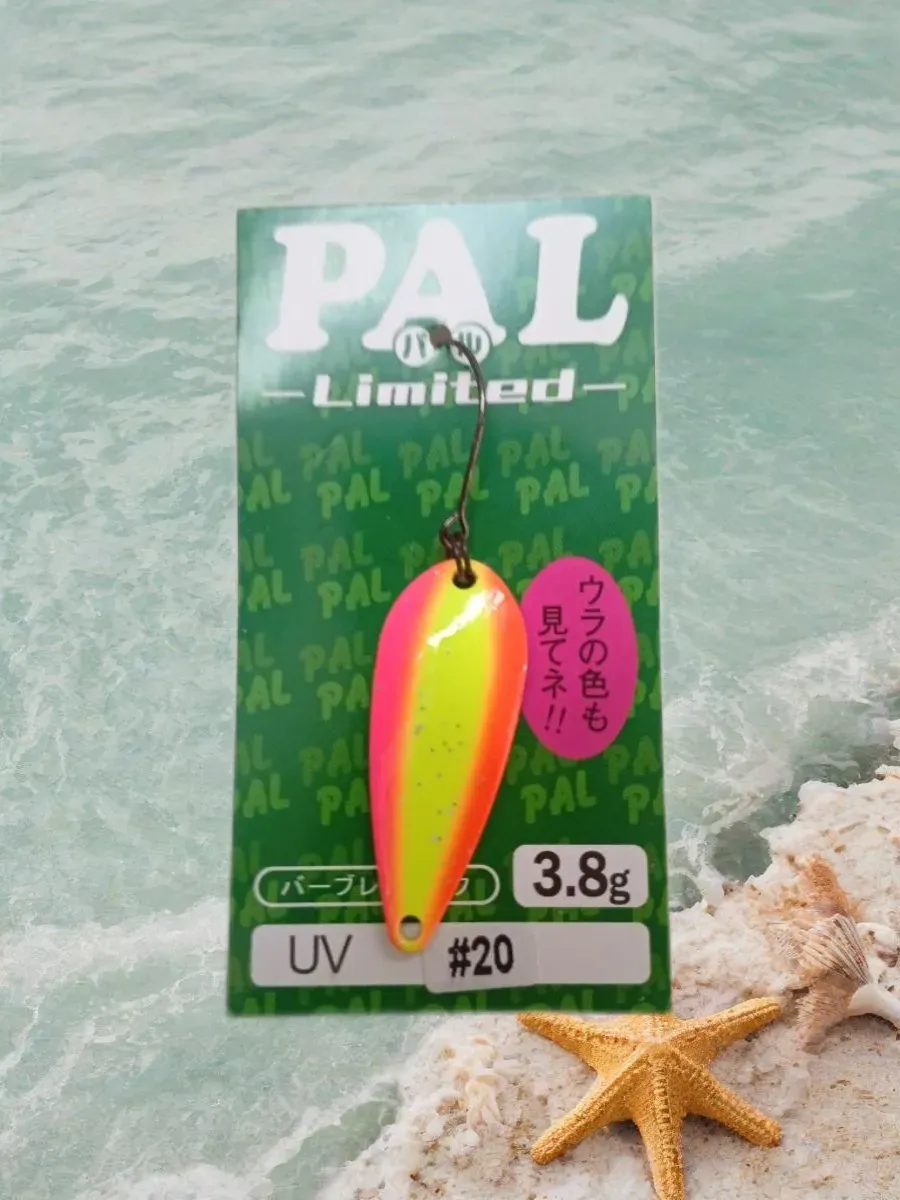 PAL
パル
Limited
ウラの色も
見てネ!!
3.8g
UV
#20